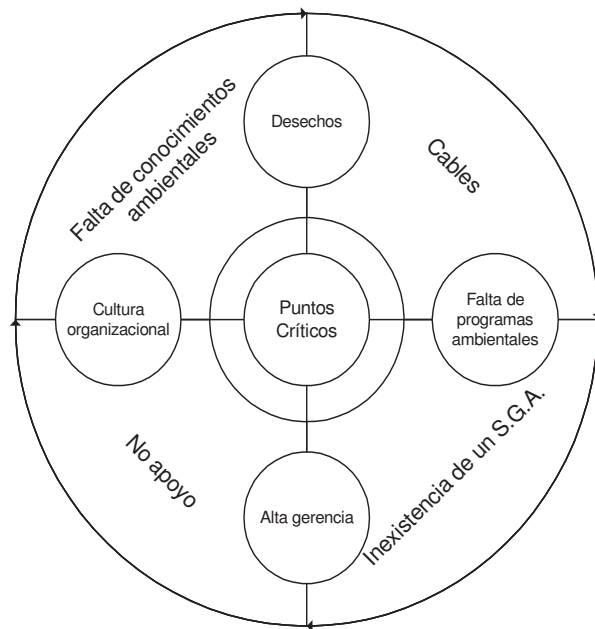 Desechos
Falta de conocimientos
ambientales
Cables
Cultura
organizacional
Puntos
Críticos
Falta de
programas
ambientales
No apoyo
Alta gerencia
Inexistencia de un S.G.A.